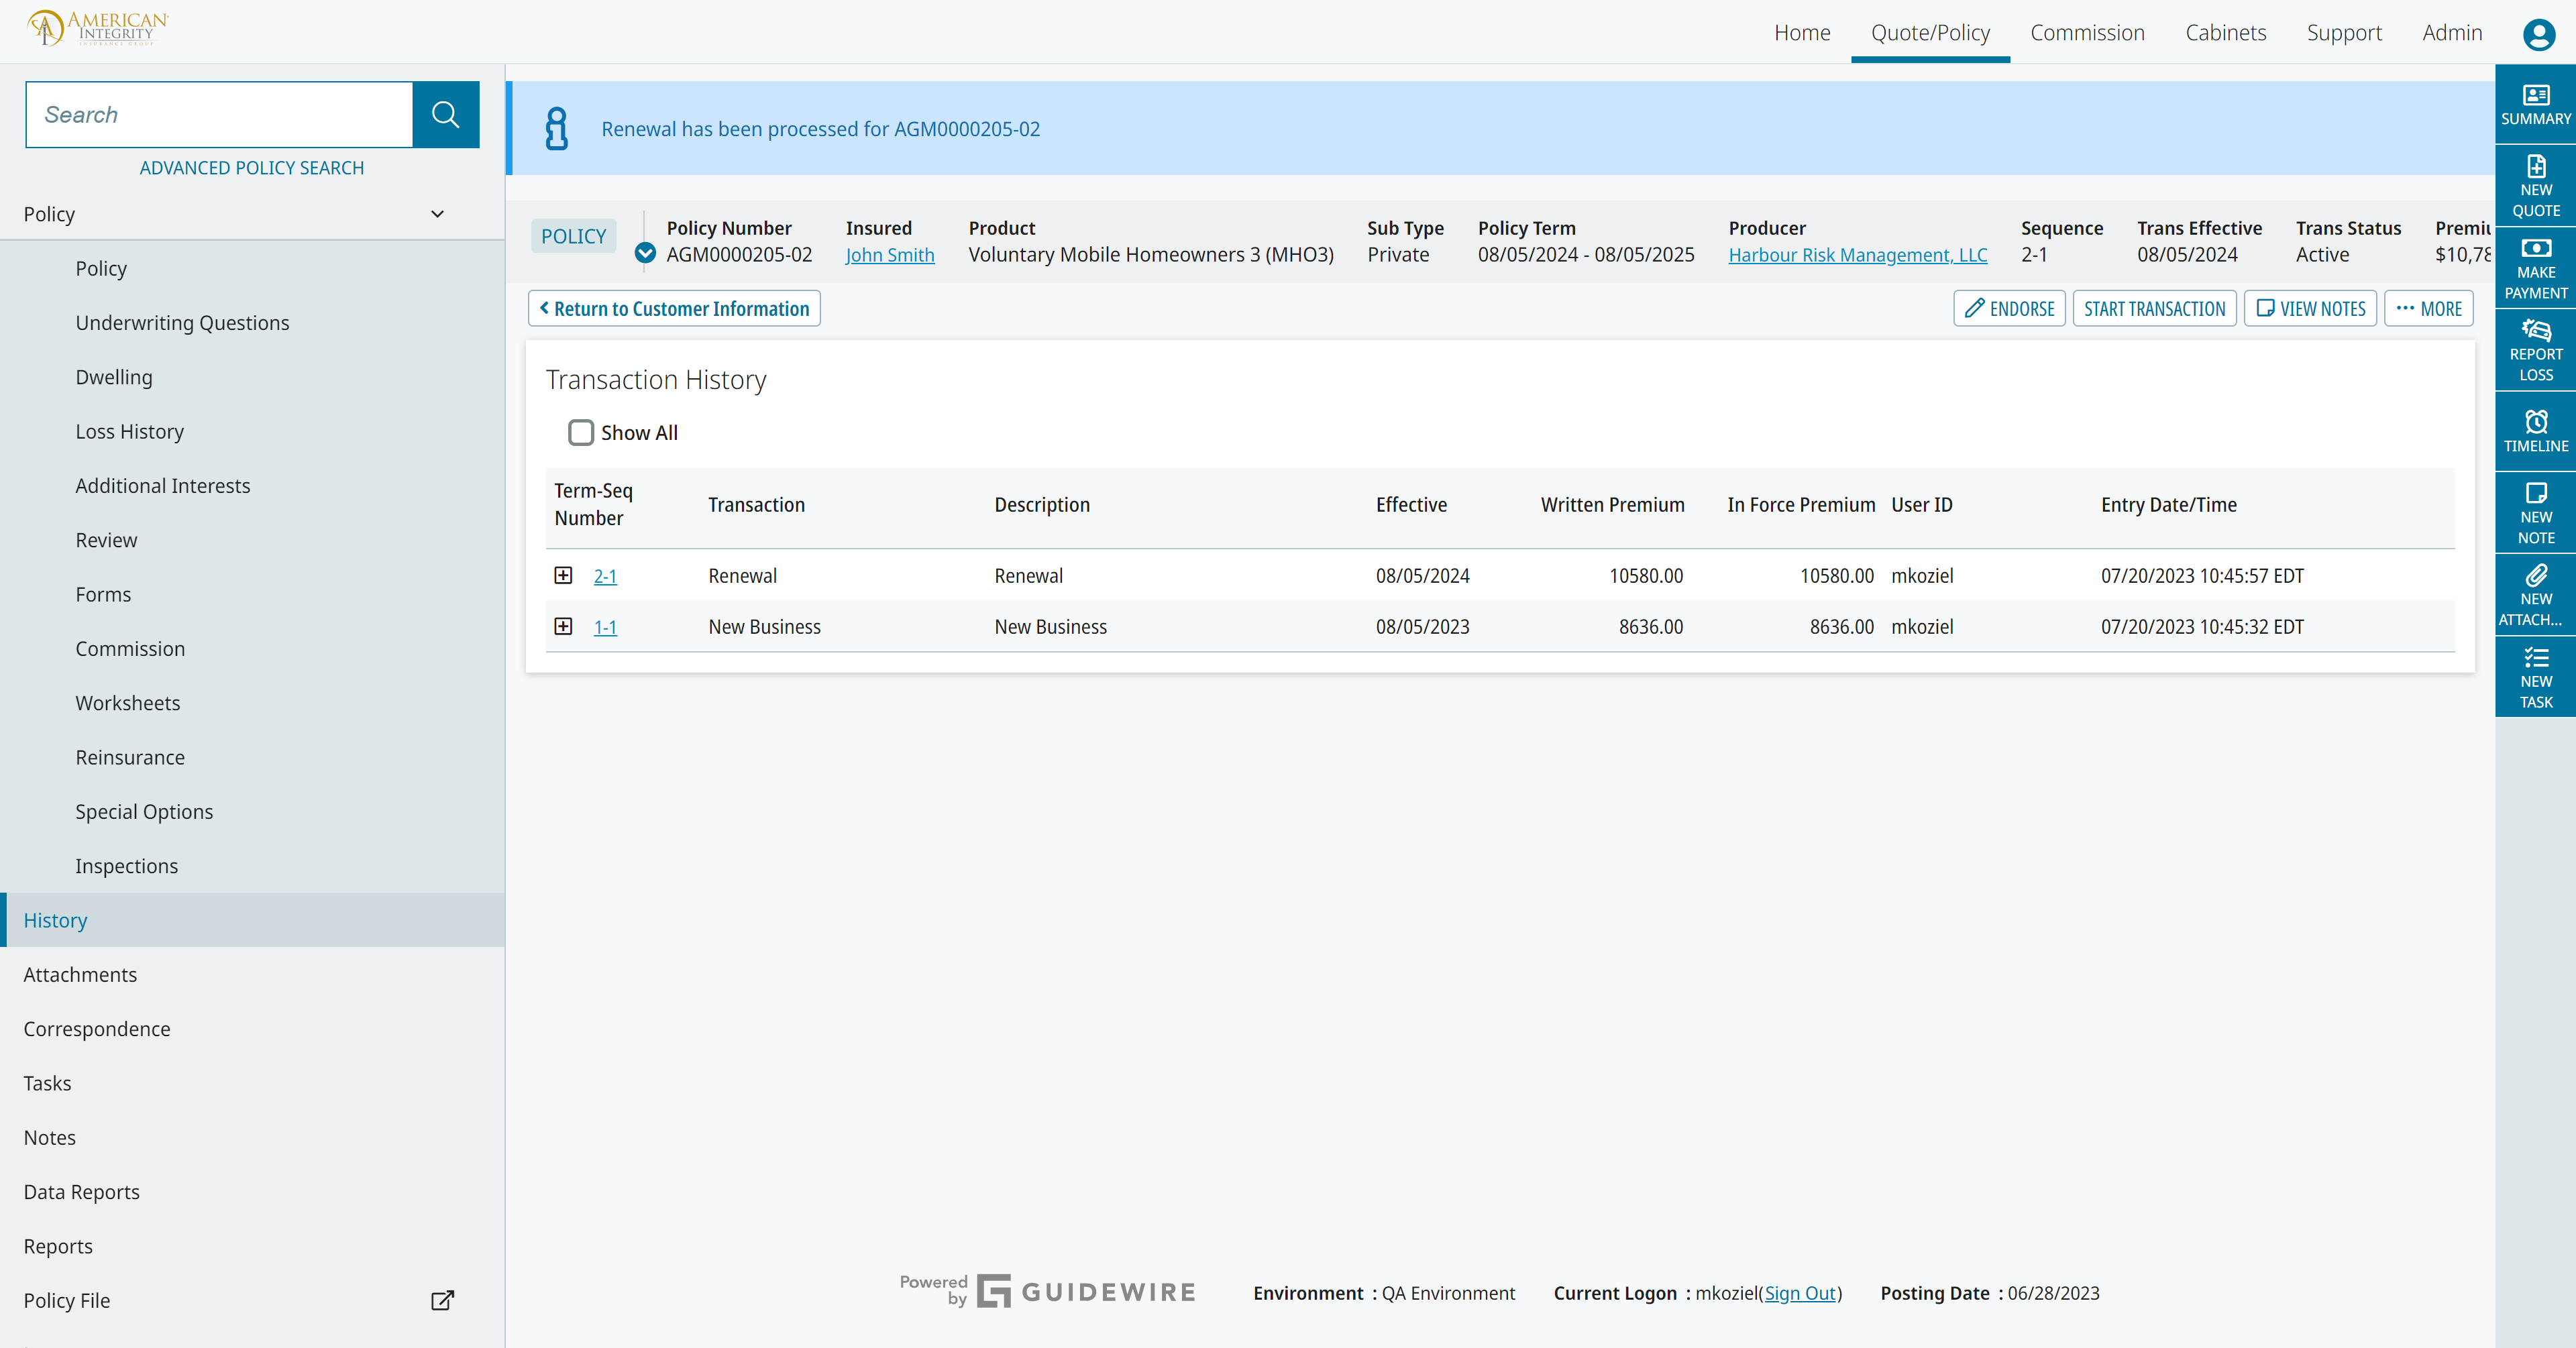 AMERICAN
INTEGRITY
INSURANCE GROUP
Home Quote/Policy Commission Cabinets Support Admin
Search
ADVANCED POLICY SEARCH
Policy
Policy
Underwriting Questions
Dwelling
Loss History
Additional Interests
Review
Forms
Commission
Worksheets
Reinsurance
Special Options
Inspections
History
Attachments
Correspondence
Tasks
Notes
Data Reports
Reports
Policy File
Renewal has been processed for AGM0000205-02
POLICY
Policy Number Insured Product Sub Type Policy Term Producer Sequence Trans Effective Trans Status Premiu
AGM0000205-02 John Smith Voluntary Mobile Homeowners 3 (MHO3) Private 08/05/2024 - 08/05/2025 Harbour Risk Management, LLC 2-1 08/05/2024 Active $10,78
Return to Customer Information ENDORSE START TRANSACTION VIEW NOTES ··· MORE
Transaction History
Show All
Term-Seq Number Transaction Description Effective Written Premium In Force Premium User ID Entry Date/Time
2-1 Renewal Renewal 08/05/2024 10580.00 10580.00 mkoziel 07/20/2023 10:45:57 EDT
1-1 New Business New Business 08/05/2023 8636.00 8636.00 mkoziel 07/20/2023 10:45:32 EDT
SUMMARY
NEW
QUOTE
MAKE
PAYMENT
REPORT
LOSS
TIMELINE
NEW
NOTE
NEW
ATTACH...
NEW
TASK
Powered
by
GUIDEWIRE
Environment : QA Environment Current Logon : mkoziel(Sign Out) Posting Date : 06/28/2023